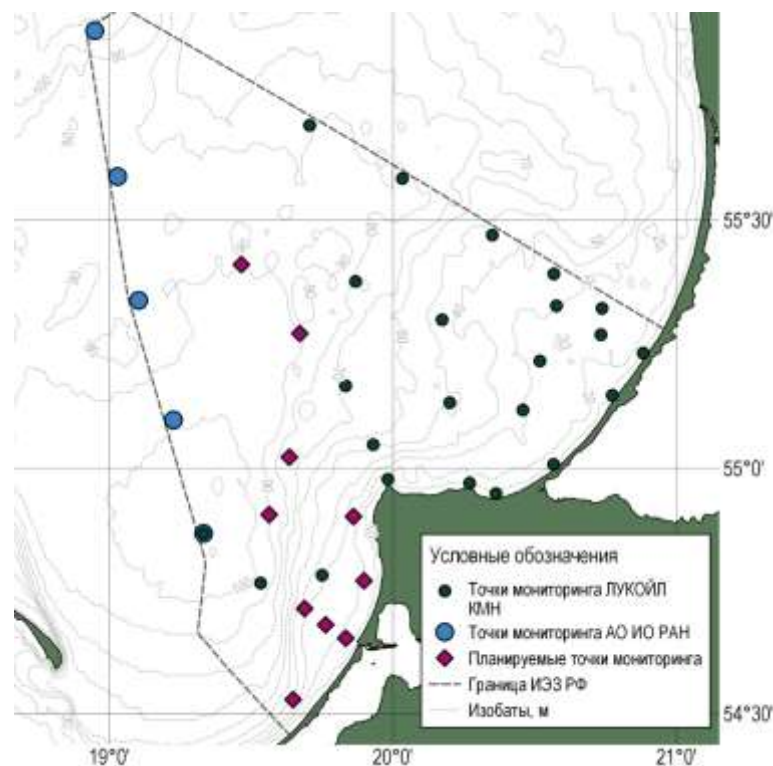 55°30'
55°0'
Условные обозначения
Точки мониторинга ЛУКОЙЛ
КМН
Точки мониторинга АО ИО РАН
Планируемые точки мониторинга
Граница ИЭЗ РФ
Изобаты, м
54°30'
19°0'
20°0'
21°0'